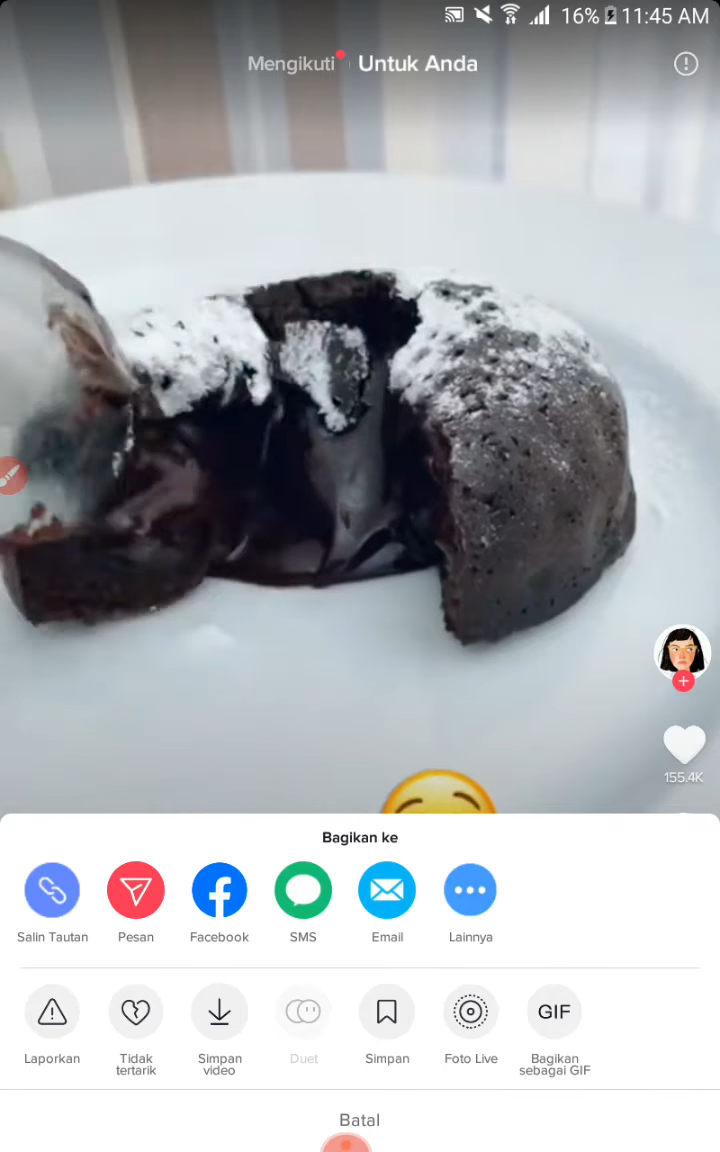 16% 11:45 AM
Mengikuti Untuk Anda
155.4K
Bagikan ke
Salin Tautan Pesan Facebook SMS Email Lainnya
Laporkan Tidak tertarik Simpan video Duet Simpan Foto Live GIF Bagikan sebagai GIF
Batal